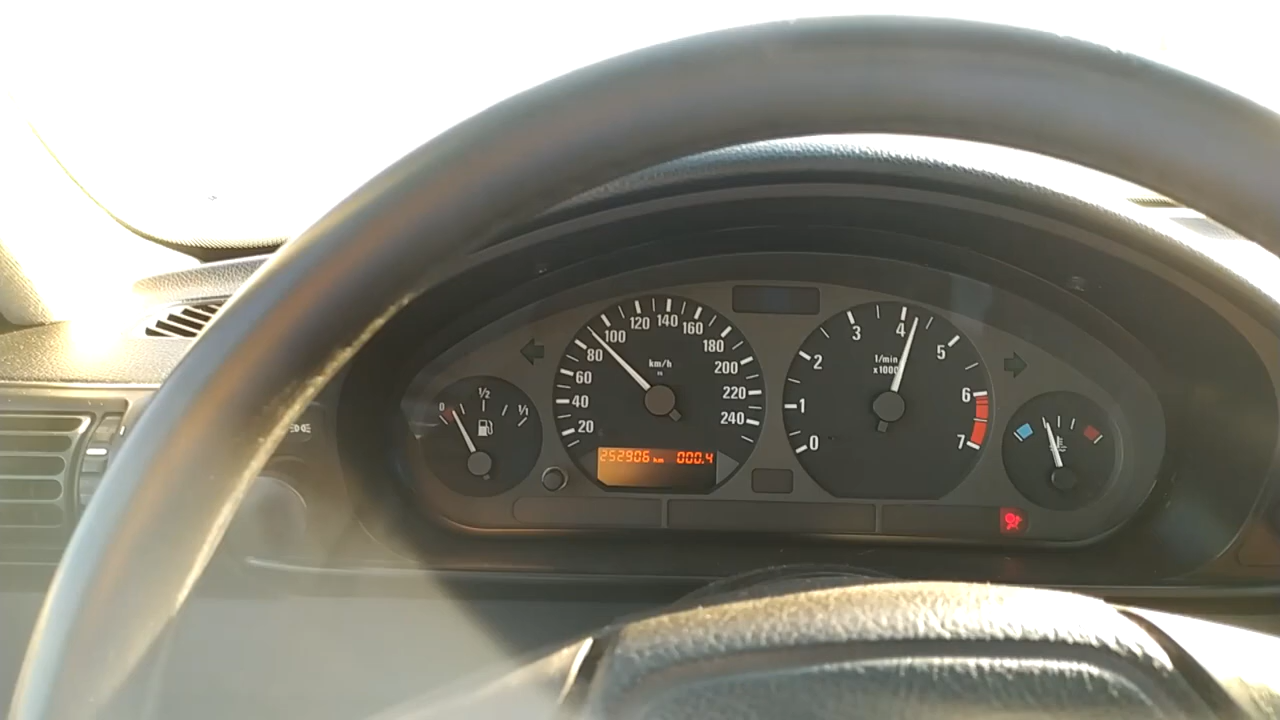 0 1/2 1/1
20 40 60 80 100 120 140 160 180 200 220 240
km/h
292906 km 000.4
0 1 2 3 4 5 6 7
1/min
x1000